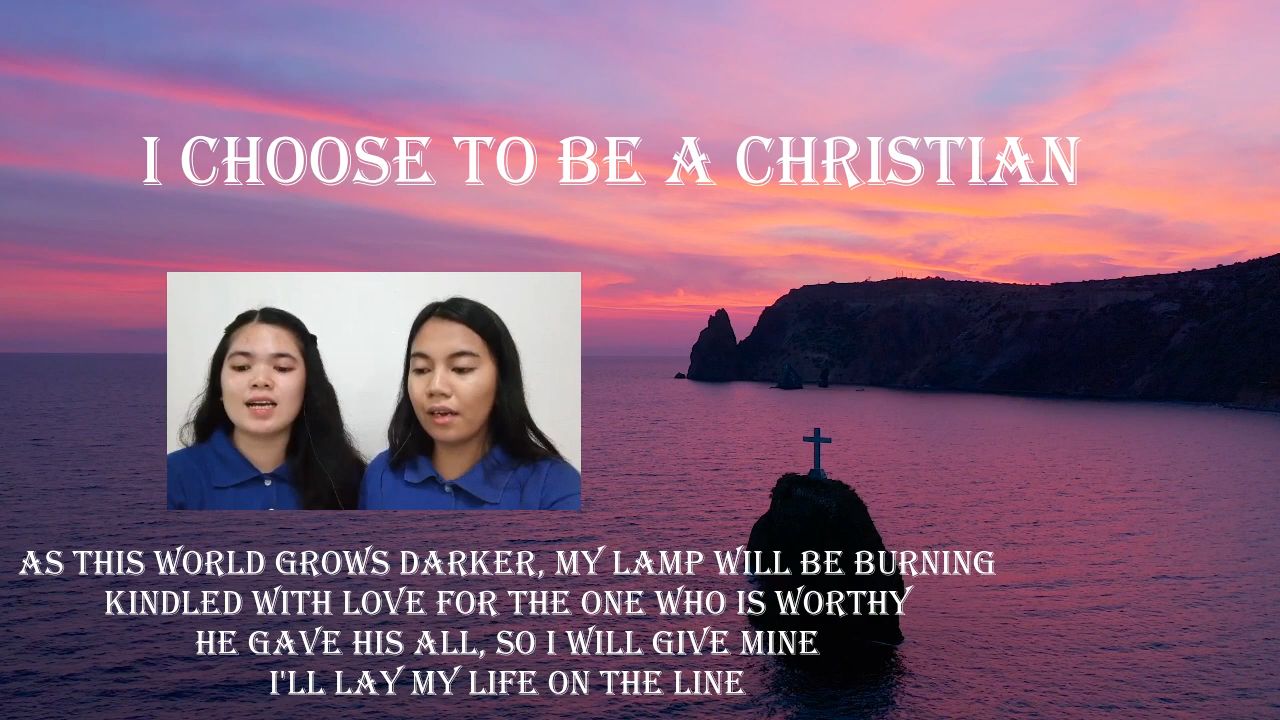 I CHOOSE TO BE A CHRISTIAN
AS THIS WORLD GROWS DARKER, MY LAMP WILL BE BURNING
KINDLED WITH LOVE FOR THE ONE WHO IS WORTHY
HE GAVE HIS ALL, SO I WILL GIVE MINE
I'LL LAY MY LIFE ON THE LINE